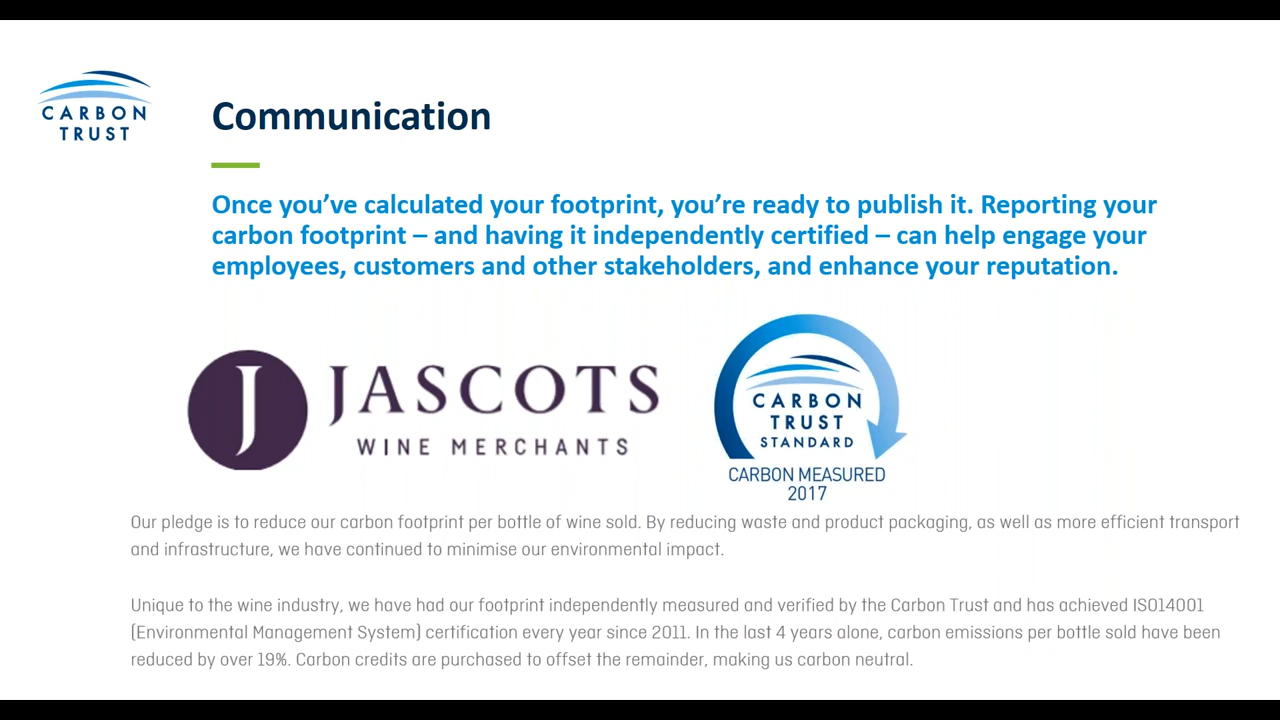 CARBON
TRUST
Communication
Once you’ve calculated your footprint, you’re ready to publish it. Reporting your
carbon footprint – and having it independently certified – can help engage your
employees, customers and other stakeholders, and enhance your reputation.
J
JASCOTS
WINE MERCHANTS
CARBON
TRUST
STANDARD
CARBON MEASURED
2017
Our pledge is to reduce our carbon footprint per bottle of wine sold. By reducing waste and product packaging, as well as more efficient transport
and infrastructure, we have continued to minimise our environmental impact.
Unique to the wine industry, we have had our footprint independently measured and verified by the Carbon Trust and has achieved ISO14001
(Environmental Management System) certification every year since 2011. In the last 4 years alone, carbon emissions per bottle sold have been
reduced by over 19%. Carbon credits are purchased to offset the remainder, making us carbon neutral.